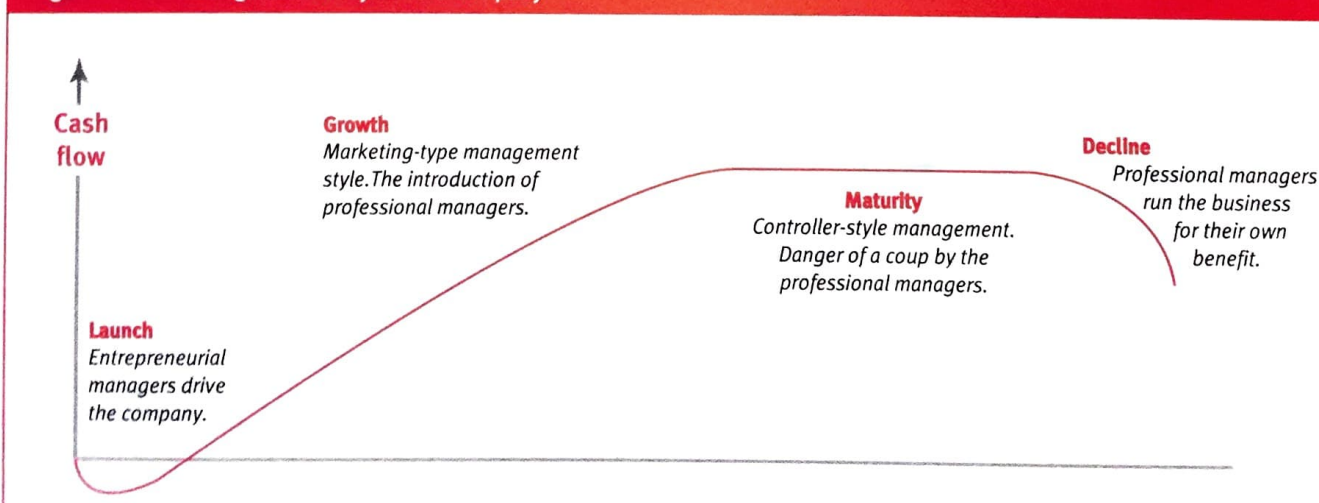 Cash
flow
Growth
Marketing-type management
style. The introduction of
professional managers.
Decline
Professional managers
run the business
for their own
benefit.
Maturity
Controller-style management.
Danger of a coup by the
professional managers.
Launch
Entrepreneurial
managers drive
the company.